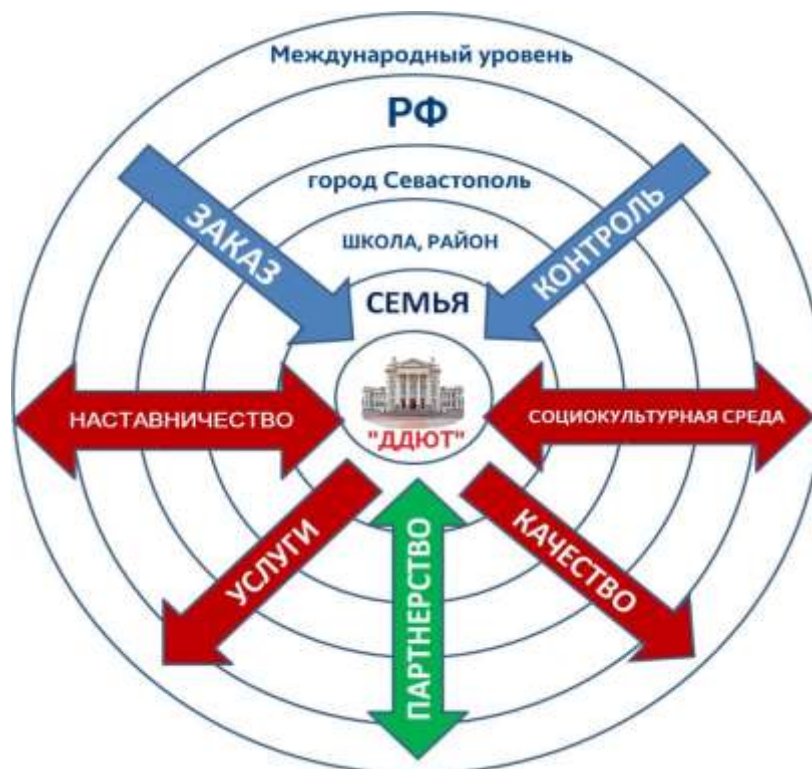 Международный уровень
РФ
город Севастополь
ШКОЛА, РАЙОН
СЕМЬЯ
ЗАКАЗ
КОНТРОЛЬ
"ДДЮТ"
НАСТАВНИЧЕСТВО
СОЦИОКУЛЬТУРНАЯ СРЕДА
УСЛУГИ
ПАРТНЕРСТВО
КАЧЕСТВО